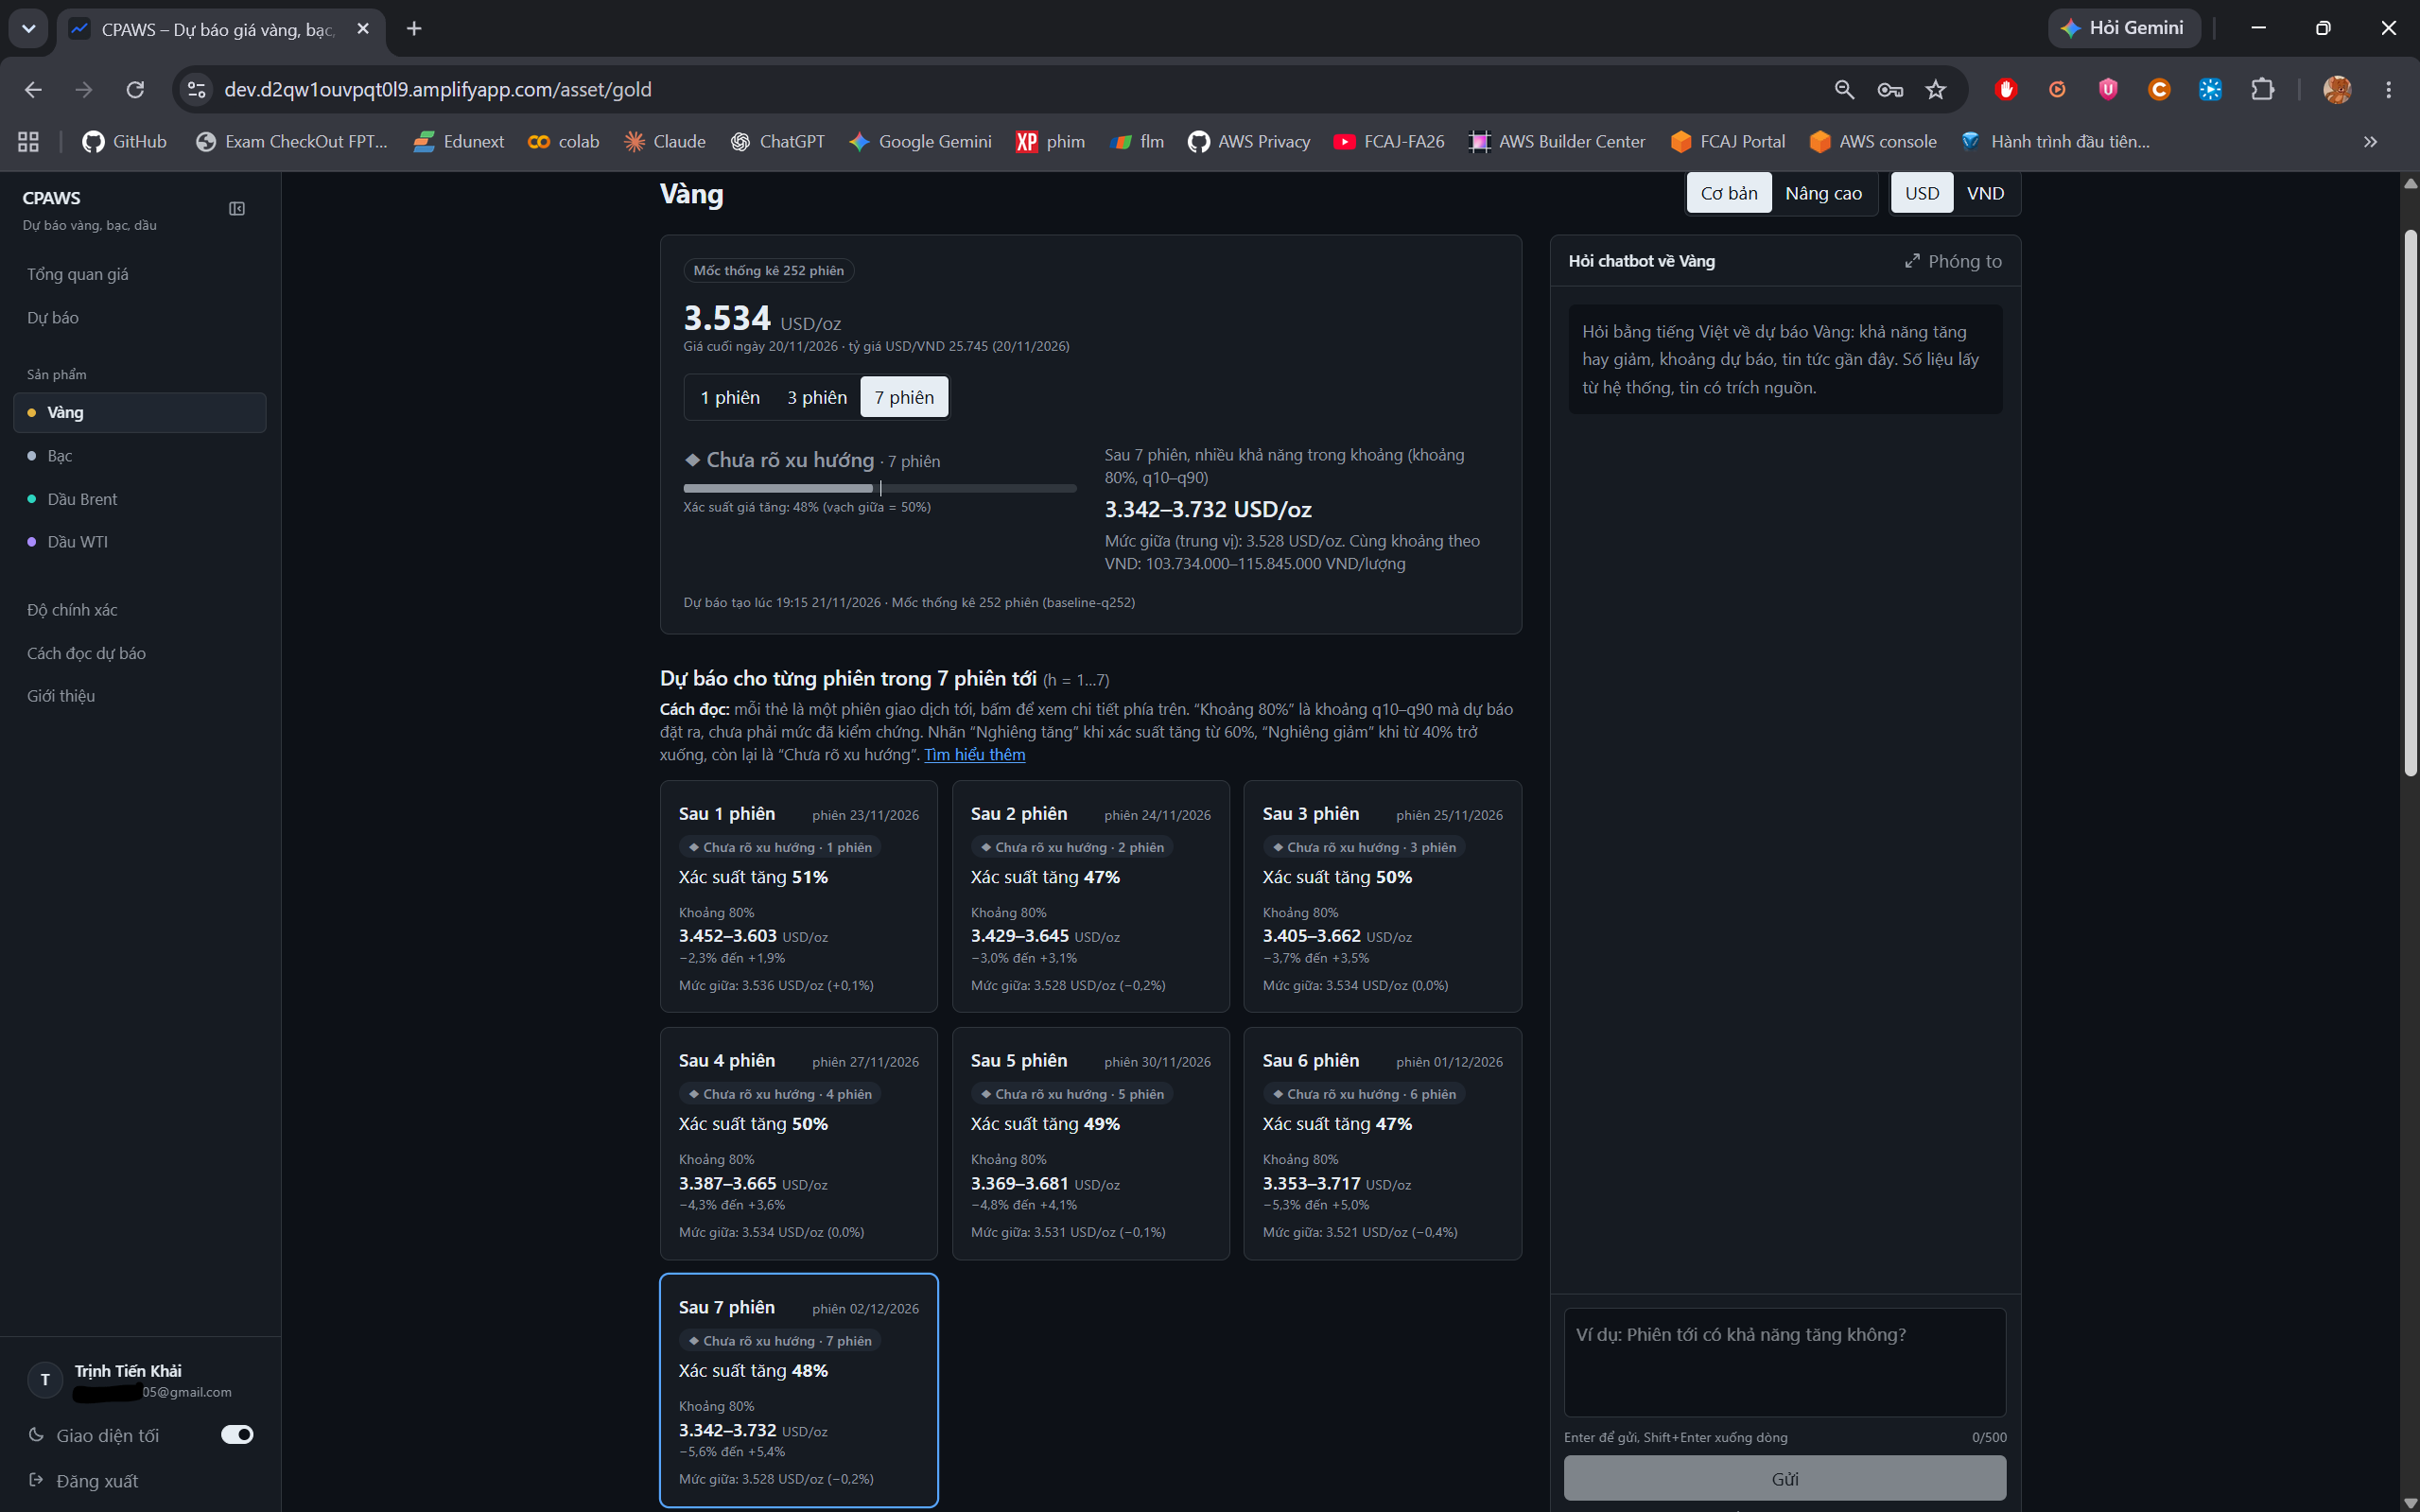 CPAWS – Dự báo giá vàng, bạc,
Hỏi Gemini
dev.d2qw1ouvpqt0l9.amplifyapp.com/asset/gold
GitHub
Exam CheckOut FPT...
Edunext
colab
Claude
ChatGPT
Google Gemini
XP phim
flm
AWS Privacy
FCAJ-FA26
AWS Builder Center
FCAJ Portal
AWS console
Hành trình đầu tiên...
CPAWS
Dự báo vàng, bạc, dầu
Tổng quan giá
Dự báo
Sản phẩm
Vàng
Bạc
Dầu Brent
Dầu WTI
Độ chính xác
Cách đọc dự báo
Giới thiệu
T
Trịnh Tiến Khải
05@gmail.com
Giao diện tối
Đăng xuất
Vàng
Cơ bản
Nâng cao
USD
VND
Mốc thống kê 252 phiên
3.534 USD/oz
Giá cuối ngày 20/11/2026 · tỷ giá USD/VND 25.745 (20/11/2026)
1 phiên
3 phiên
7 phiên
◆ Chưa rõ xu hướng · 7 phiên
Xác suất giá tăng: 48% (vạch giữa = 50%)
Sau 7 phiên, nhiều khả năng trong khoảng (khoảng
80%, q10–q90)
3.342–3.732 USD/oz
Mức giữa (trung vị): 3.528 USD/oz. Cùng khoảng theo
VND: 103.734.000–115.845.000 VND/lượng
Dự báo tạo lúc 19:15 21/11/2026 · Mốc thống kê 252 phiên (baseline-q252)
Dự báo cho từng phiên trong 7 phiên tới (h = 1…7)
Cách đọc: mỗi thẻ là một phiên giao dịch tới, bấm để xem chi tiết phía trên. “Khoảng 80%” là khoảng q10–q90 mà dự báo
đặt ra, chưa phải mức đã kiểm chứng. Nhãn “Nghiêng tăng” khi xác suất tăng từ 60%, “Nghiêng giảm” khi từ 40% trở
xuống, còn lại là “Chưa rõ xu hướng”. Tìm hiểu thêm
Sau 1 phiên
phiên 23/11/2026
◆ Chưa rõ xu hướng · 1 phiên
Xác suất tăng 51%
Khoảng 80%
3.452–3.603 USD/oz
−2,3% đến +1,9%
Mức giữa: 3.536 USD/oz (+0,1%)
Sau 2 phiên
phiên 24/11/2026
◆ Chưa rõ xu hướng · 2 phiên
Xác suất tăng 47%
Khoảng 80%
3.429–3.645 USD/oz
−3,0% đến +3,1%
Mức giữa: 3.528 USD/oz (−0,2%)
Sau 3 phiên
phiên 25/11/2026
◆ Chưa rõ xu hướng · 3 phiên
Xác suất tăng 50%
Khoảng 80%
3.405–3.662 USD/oz
−3,7% đến +3,5%
Mức giữa: 3.534 USD/oz (0,0%)
Sau 4 phiên
phiên 27/11/2026
◆ Chưa rõ xu hướng · 4 phiên
Xác suất tăng 50%
Khoảng 80%
3.387–3.665 USD/oz
−4,3% đến +3,6%
Mức giữa: 3.534 USD/oz (0,0%)
Sau 5 phiên
phiên 30/11/2026
◆ Chưa rõ xu hướng · 5 phiên
Xác suất tăng 49%
Khoảng 80%
3.369–3.681 USD/oz
−4,8% đến +4,1%
Mức giữa: 3.531 USD/oz (−0,1%)
Sau 6 phiên
phiên 01/12/2026
◆ Chưa rõ xu hướng · 6 phiên
Xác suất tăng 47%
Khoảng 80%
3.353–3.717 USD/oz
−5,3% đến +5,0%
Mức giữa: 3.521 USD/oz (−0,4%)
Sau 7 phiên
phiên 02/12/2026
◆ Chưa rõ xu hướng · 7 phiên
Xác suất tăng 48%
Khoảng 80%
3.342–3.732 USD/oz
−5,6% đến +5,4%
Mức giữa: 3.528 USD/oz (−0,2%)
Hỏi chatbot về Vàng
Phóng to
Hỏi bằng tiếng Việt về dự báo Vàng: khả năng tăng
hay giảm, khoảng dự báo, tin tức gần đây. Số liệu lấy
từ hệ thống, tin có trích nguồn.
Ví dụ: Phiên tới có khả năng tăng không?
Enter để gửi, Shift+Enter xuống dòng
0/500
Gửi